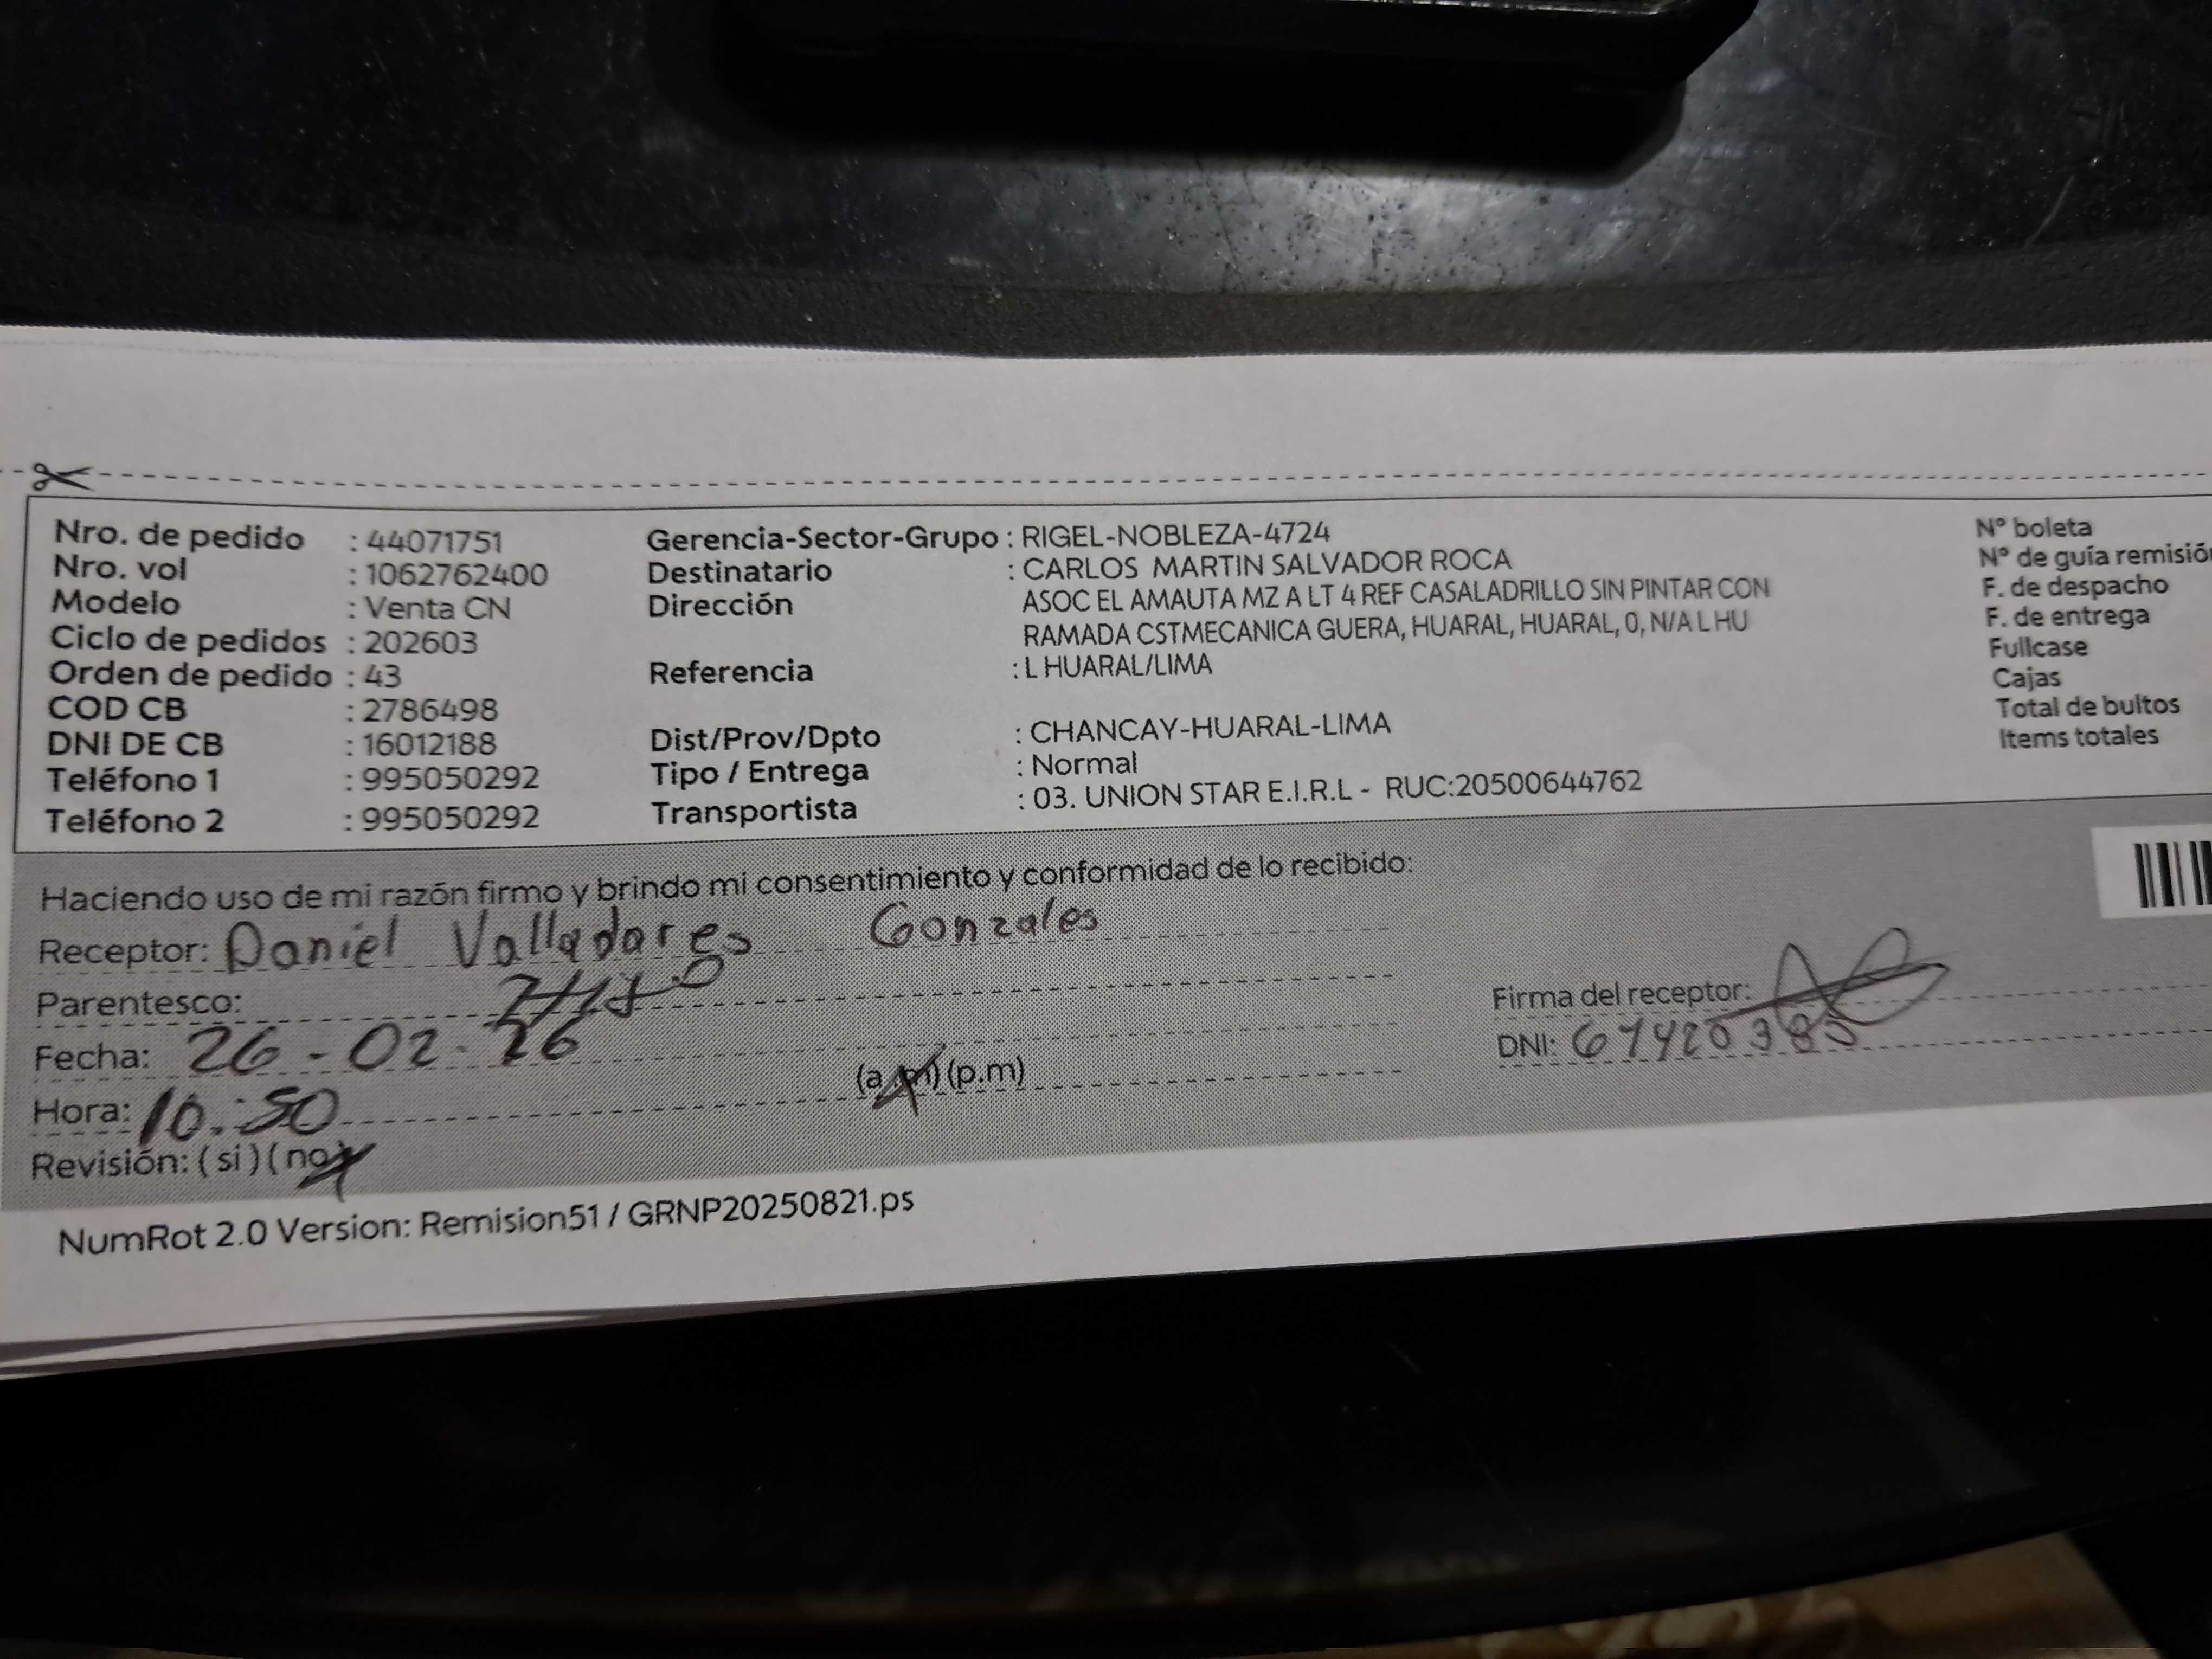 Nro. de pedido : 44071751
Nro. vol : 1062762400
Modelo : Venta CN
Ciclo de pedidos : 202603
Orden de pedido : 43
COD CB : 2786498
DNI DE CB : 16012188
Teléfono 1 : 995050292
Teléfono 2 : 995050292
Gerencia-Sector-Grupo : RIGEL-NOBLEZA-4724
Destinatario : CARLOS MARTIN SALVADOR ROCA
Dirección ASOC EL AMAUTA MZ A LT 4 REF CASALADRILLO SIN PINTAR CON
RAMADA CSTMECANICA GUERA, HUARAL, HUARAL, 0, N/A L HU
Referencia : L HUARAL/LIMA
Dist/Prov/Dpto : CHANCAY-HUARAL-LIMA
Tipo / Entrega : Normal
Transportista : 03. UNION STAR E.I.R.L - RUC:20500644762
N° boleta
N° de guía remisió
F. de despacho
F. de entrega
Fullcase
Cajas
Total de bultos
Items totales
Haciendo uso de mi razón firmo y brindo mi consentimiento y conformidad de lo recibido:
Receptor: Daniel Valladares Gonzales
Parentesco:
Fecha: 26-02-26
Hora: 10:50 (a.m) (p.m)
Revisión: (si) (no)
Firma del receptor:
DNI:
NumRot 2.0 Version: Remision51 / GRNP20250821.ps